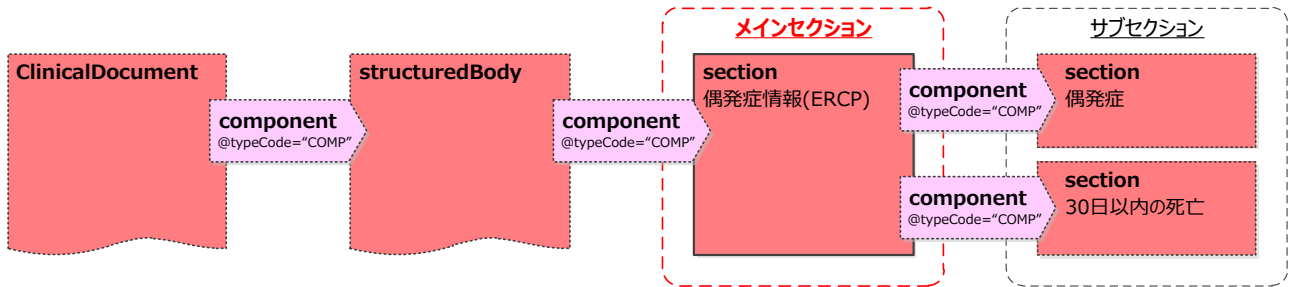 メインセクション
サブセクション
ClinicalDocument
component
@typeCode=“COMP”
structuredBody
component
@typeCode=“COMP”
section
偶発症情報(ERCP)
component
@typeCode=“COMP”
section
偶発症
component
@typeCode=“COMP”
section
30日以内の死亡